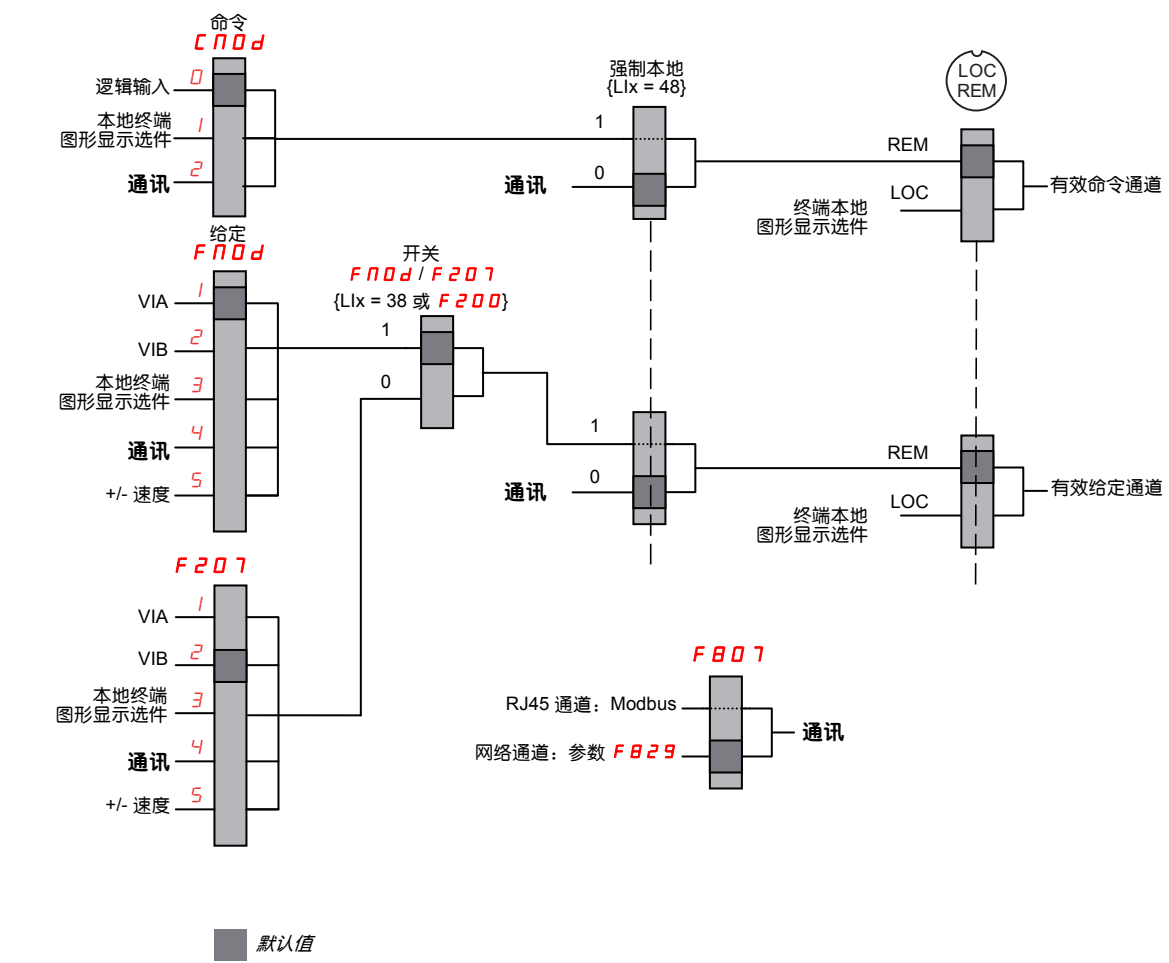 命令
CMOd
逻辑输入 0
本地终端
图形显示选件 1
通讯 2
强制本地
{LIx = 48}
1
通讯 0
LOC
REM
REM
LOC
终端本地
图形显示选件
有效命令通道
给定
FMOd
VIA 1
VIB 2
本地终端
图形显示选件 3
通讯 4
+/- 速度 5
开关
FMOd / F207
{LIx = 38 或 F200}
1
0
1
通讯 0
REM
LOC
终端本地
图形显示选件
有效给定通道
F207
VIA 1
VIB 2
本地终端
图形显示选件 3
通讯 4
+/- 速度 5
F807
RJ45 通道：Modbus
网络通道：参数 F829
通讯
默认值